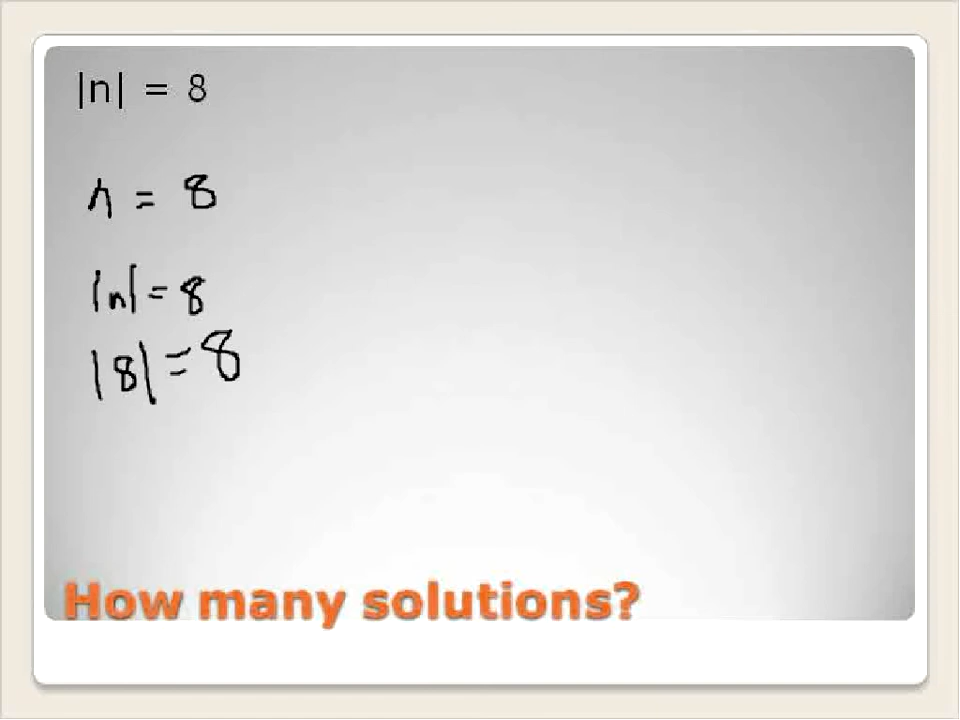 |n| = 8
n = 8
|n| = 8
|8| = 8
How many solutions?